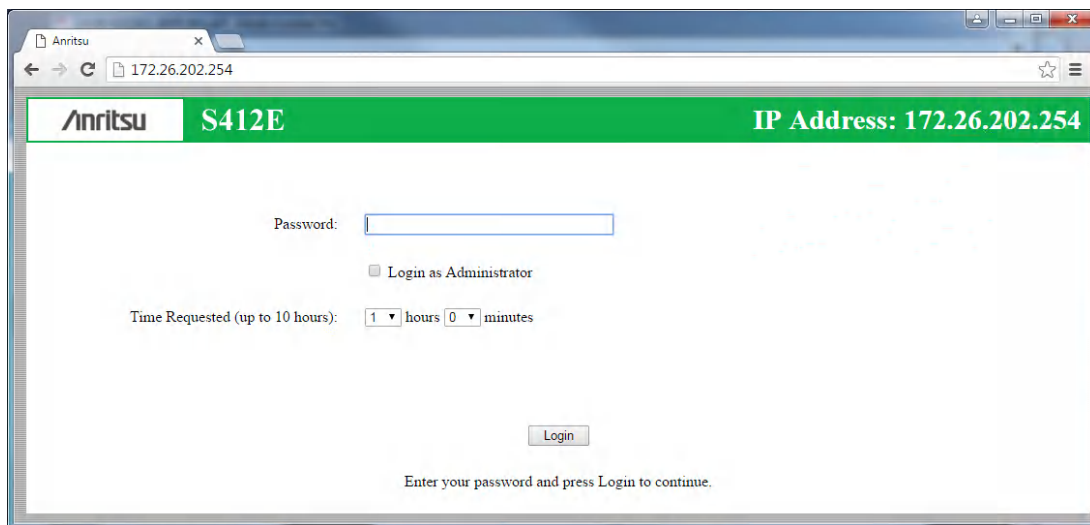 Anritsu
172.26.202.254
Anritsu S412E IP Address: 172.26.202.254
Password:
Login as Administrator
Time Requested (up to 10 hours): 1 hours 0 minutes
Login
Enter your password and press Login to continue.